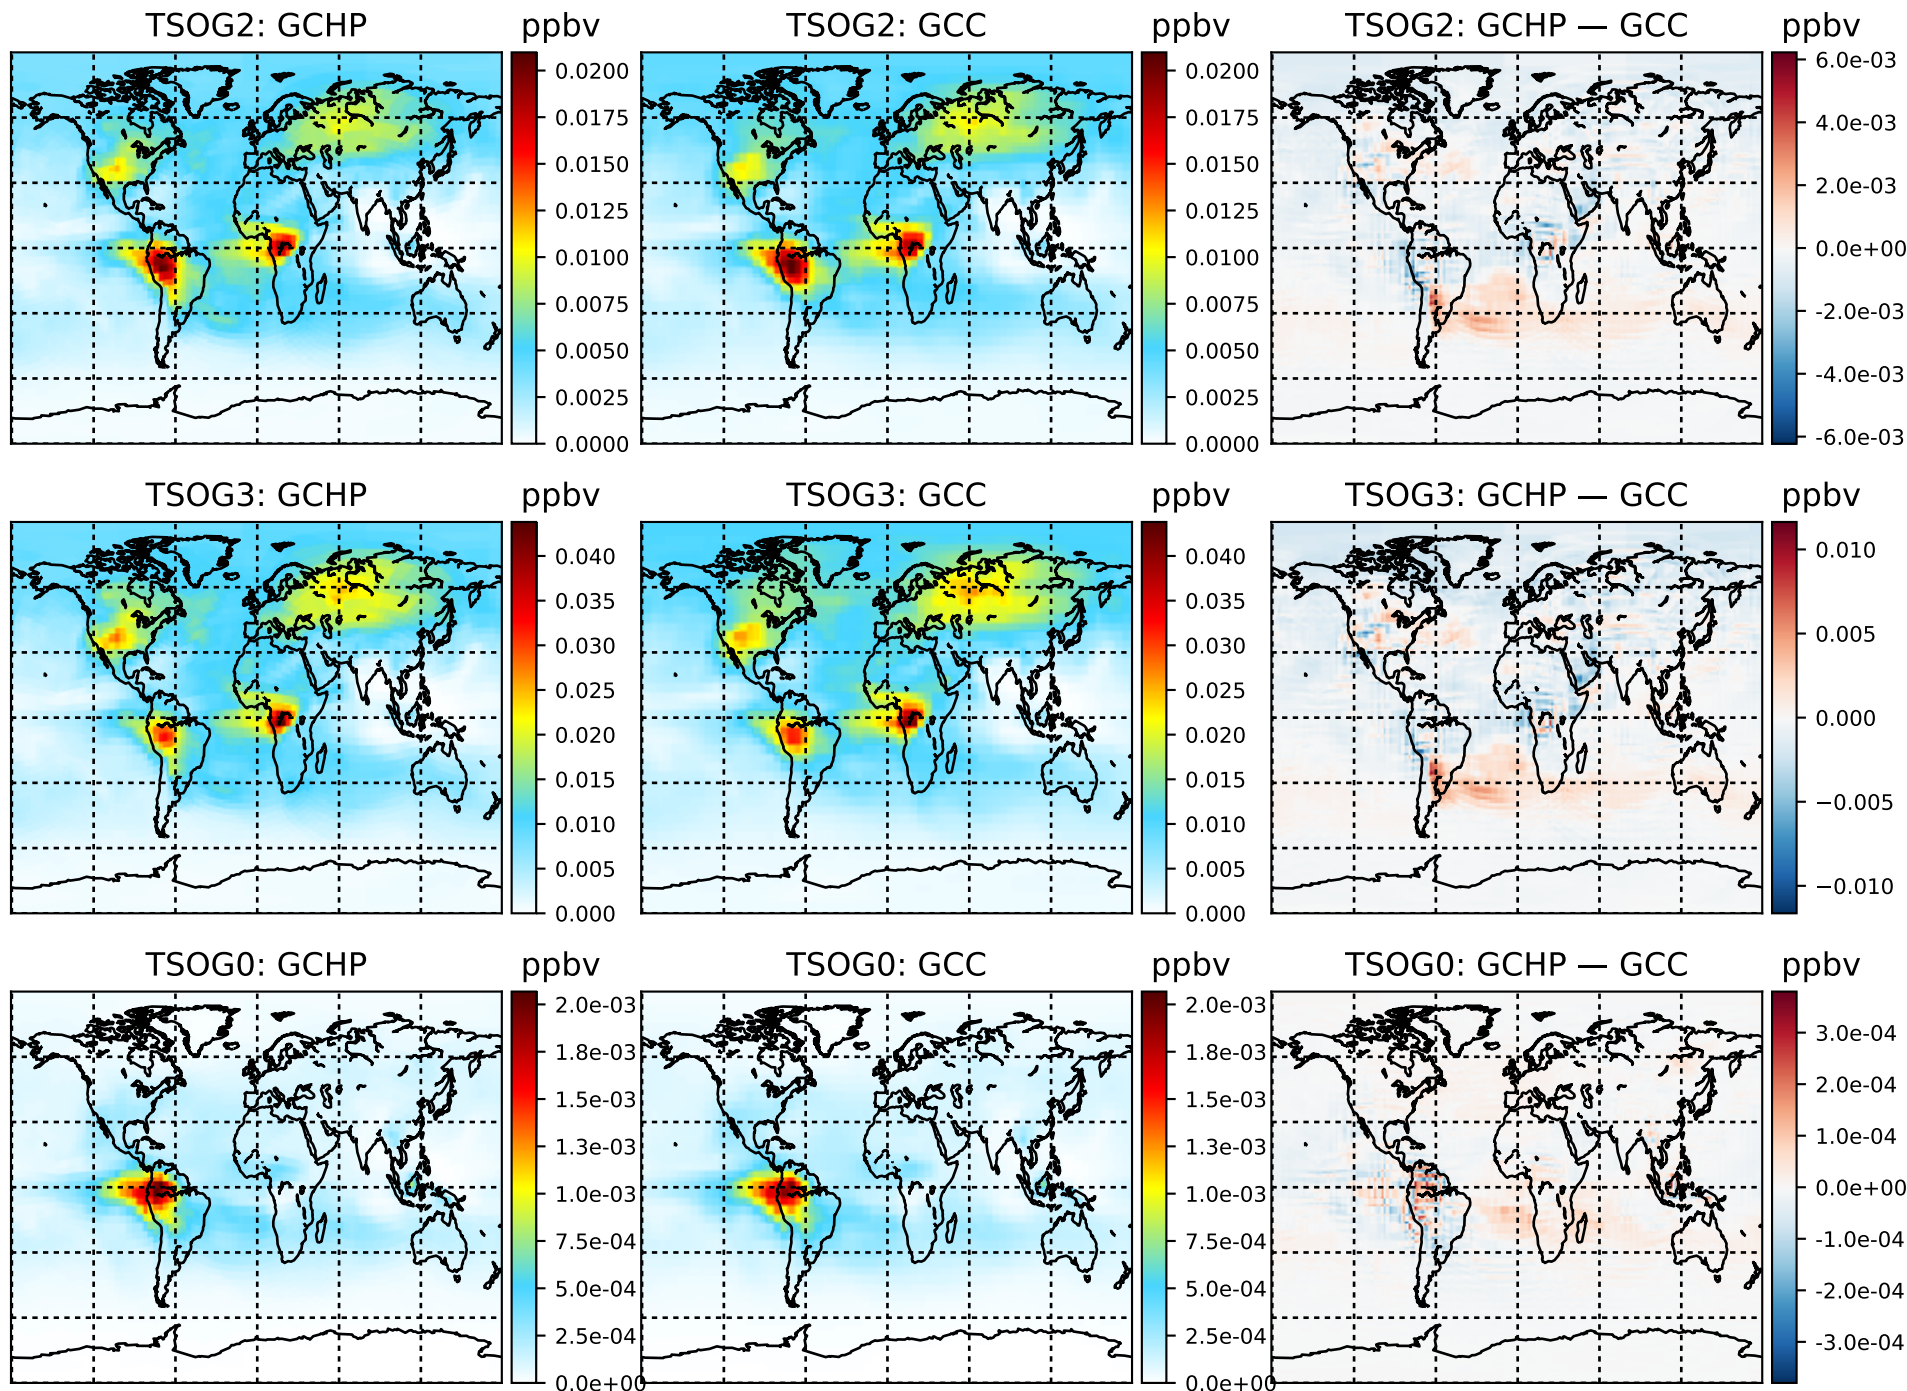 TSOG2: GCHP ppbv TSOG2: GCC ppbv TSOG2: GCHP — GCC ppbv
0.0200 0.0200 6.0e-03
0.0175 0.0175 4.0e-03
0.0150 0.0150 2.0e-03
0.0125 0.0125 0.0e+00
0.0100 0.0100 -2.0e-03
0.0075 0.0075 -4.0e-03
0.0050 0.0050 -6.0e-03
0.0025 0.0025
0.0000 0.0000
TSOG3: GCHP ppbv TSOG3: GCC ppbv TSOG3: GCHP — GCC ppbv
0.040 0.040 0.010
0.035 0.035 0.005
0.030 0.030 0.000
0.025 0.025 −0.005
0.020 0.020 −0.010
0.015 0.015
0.010 0.010
0.005 0.005
0.000 0.000
TSOG0: GCHP ppbv TSOG0: GCC ppbv TSOG0: GCHP — GCC ppbv
2.0e-03 2.0e-03 3.0e-04
1.8e-03 1.8e-03 2.0e-04
1.5e-03 1.5e-03 1.0e-04
1.3e-03 1.3e-03 0.0e+00
1.0e-03 1.0e-03 -1.0e-04
7.5e-04 7.5e-04 -2.0e-04
5.0e-04 5.0e-04 -3.0e-04
2.5e-04 2.5e-04
0.0e+00 0.0e+00